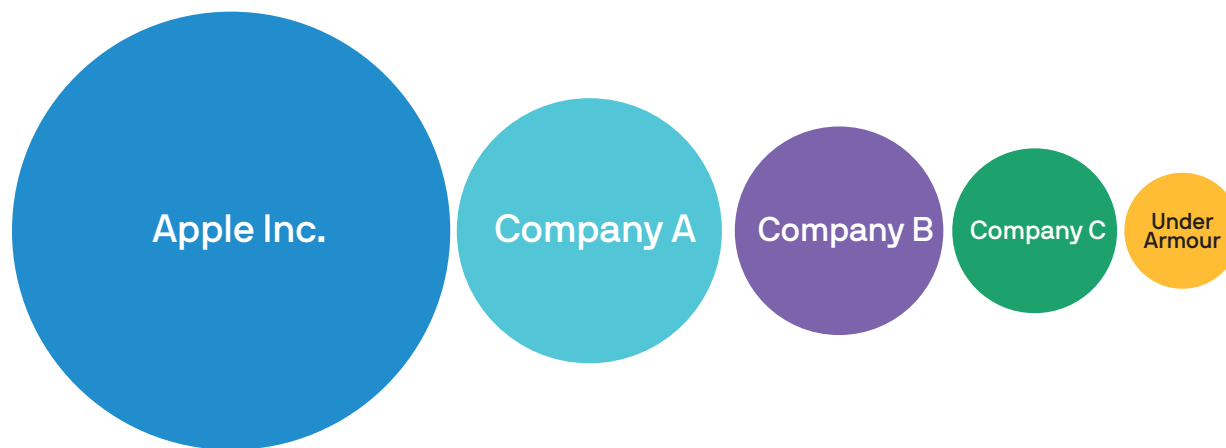 Apple Inc.
Company A
Company B
Company C
Under
Armour